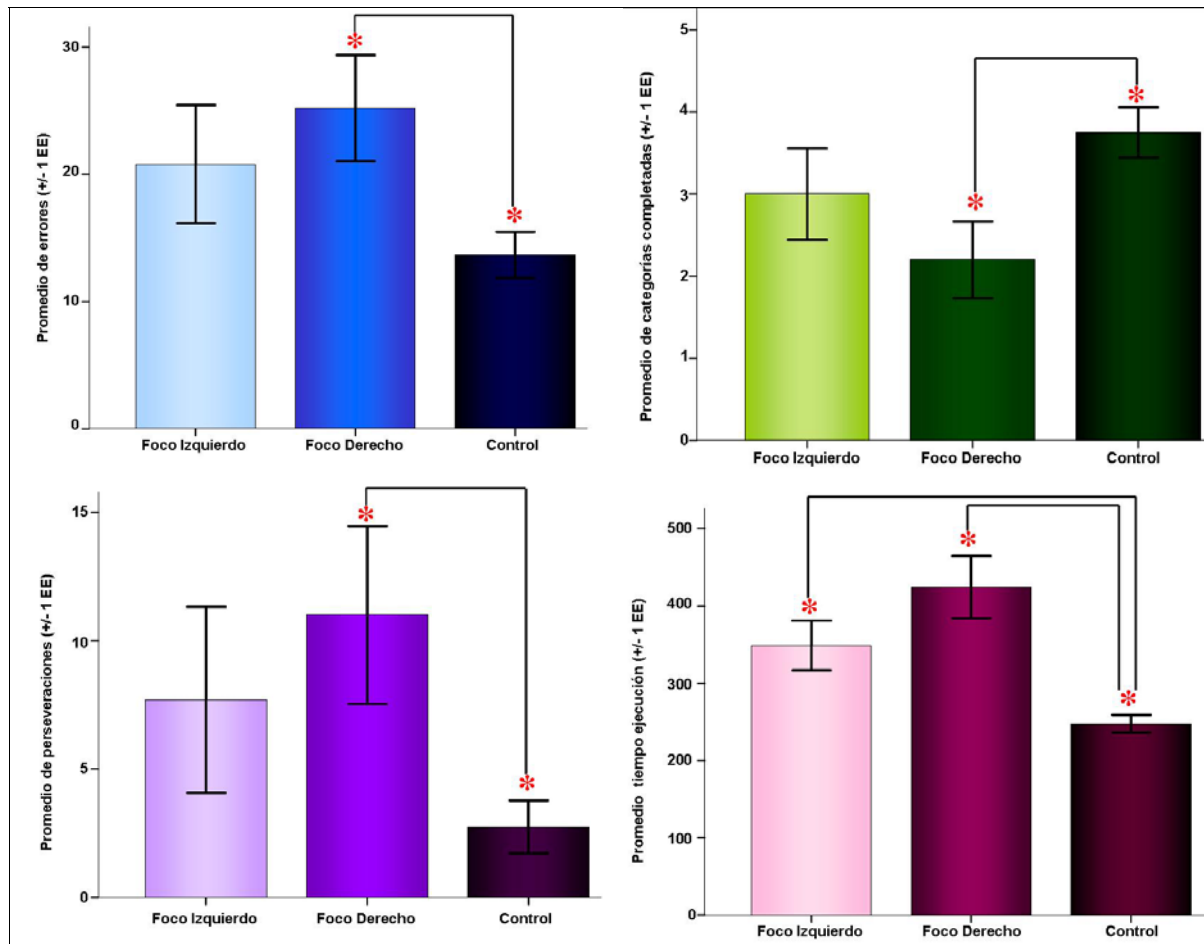 Promedio de errores (+/- 1 EE)
30
20
10
0
Foco Izquierdo
Foco Derecho
Control
Promedio de categorías completadas (+/- 1 EE)
5
4
3
2
1
0
Foco Izquierdo
Foco Derecho
Control
Promedio de perseveraciones (+/- 1 EE)
15
10
5
0
Foco Izquierdo
Foco Derecho
Control
Promedio tiempo ejecución (+/- 1 EE)
500
400
300
200
100
0
Foco Izquierdo
Foco Derecho
Control